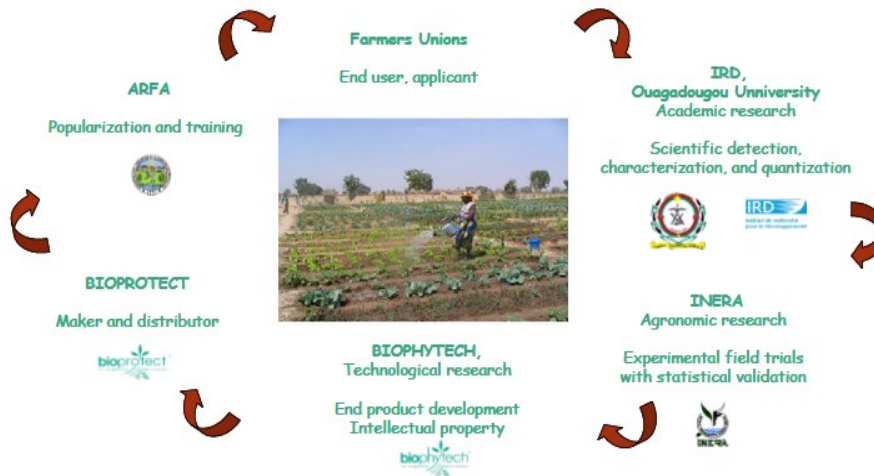 Farmers Unions
End user, applicant
IRD,
Ouagadougou Unniversity
Academic research
Scientific detection,
characterization, and quantization
IRD
INERA
Agronomic research
Experimental field trials
with statistical validation
INERA
BIOPHYTECH,
Technological research
End product development
Intellectual property
biophytech
BIOPROTECT
Maker and distributor
bioprotect
ARFA
Popularization and training